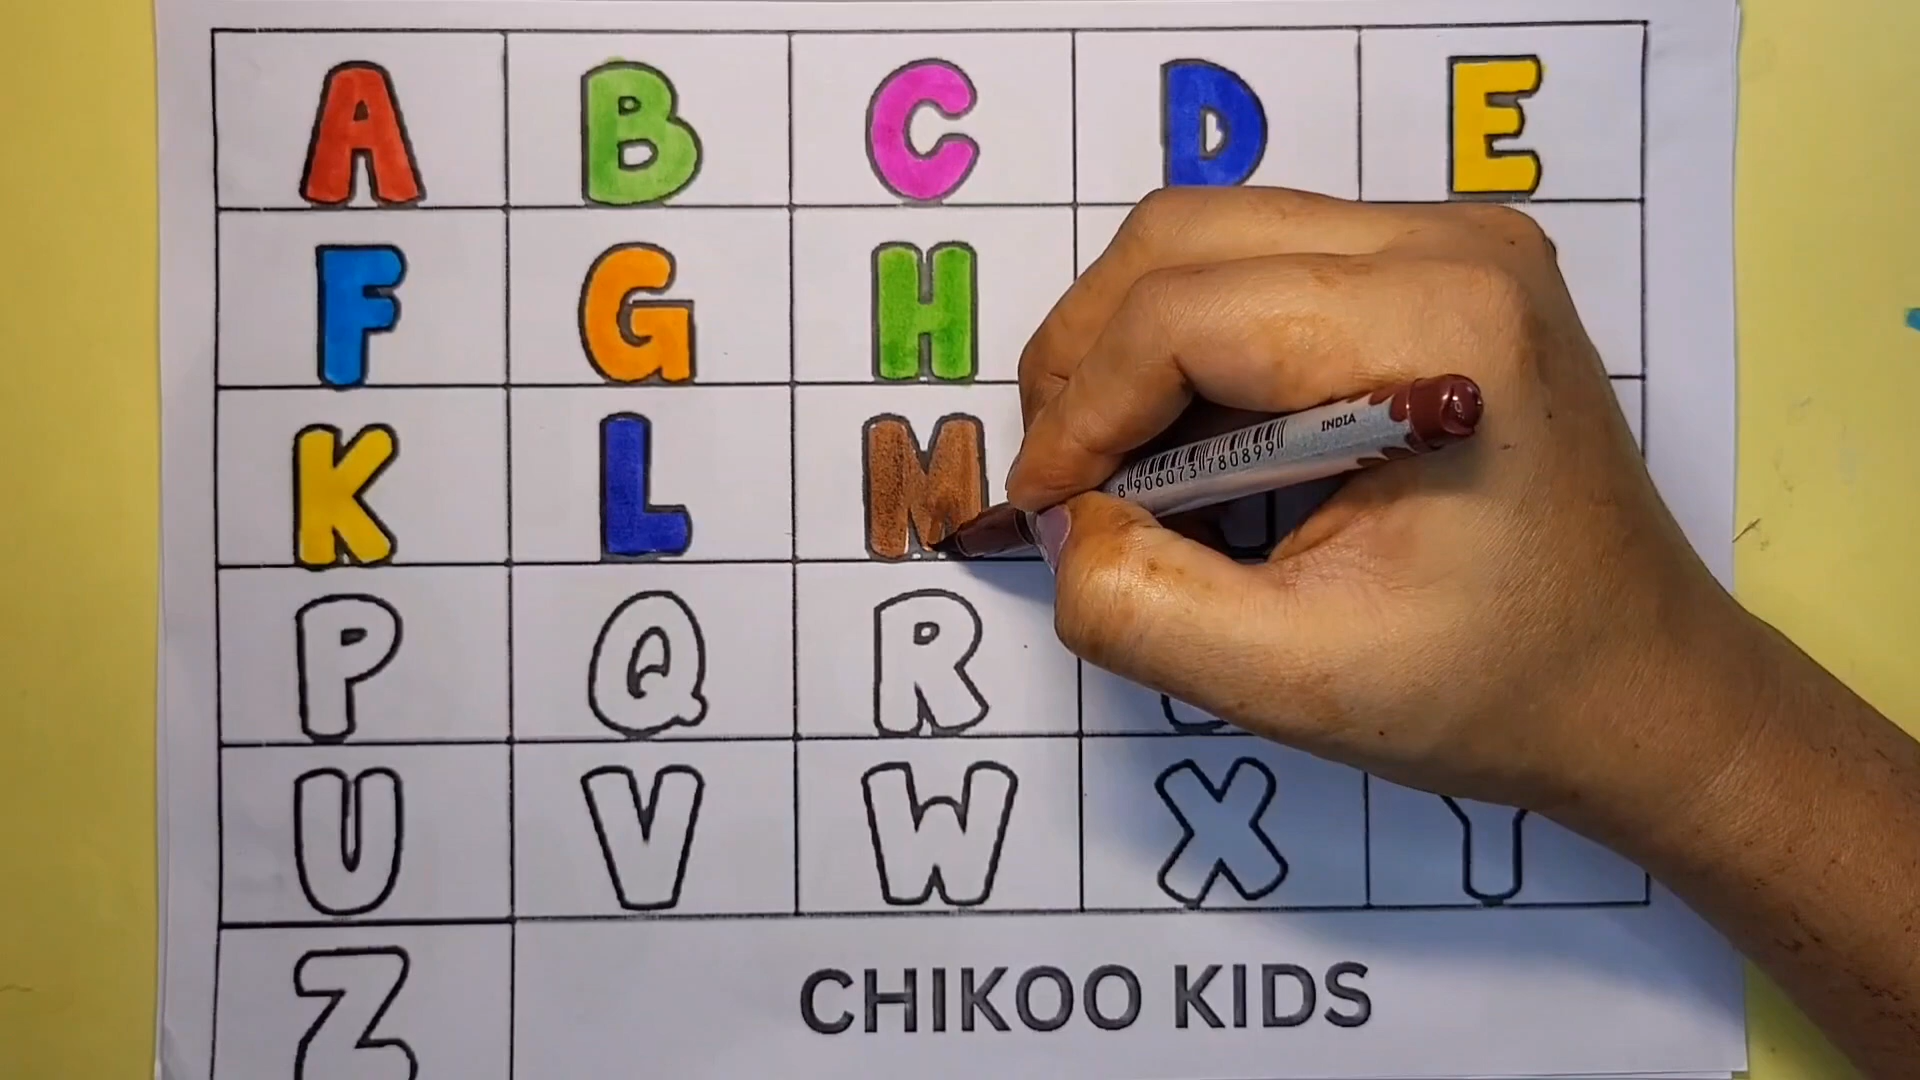 A B C D E
F G H
K L M
INDIA
8 906073 780899
P Q R
U V W X Y
Z
CHIKOO KIDS